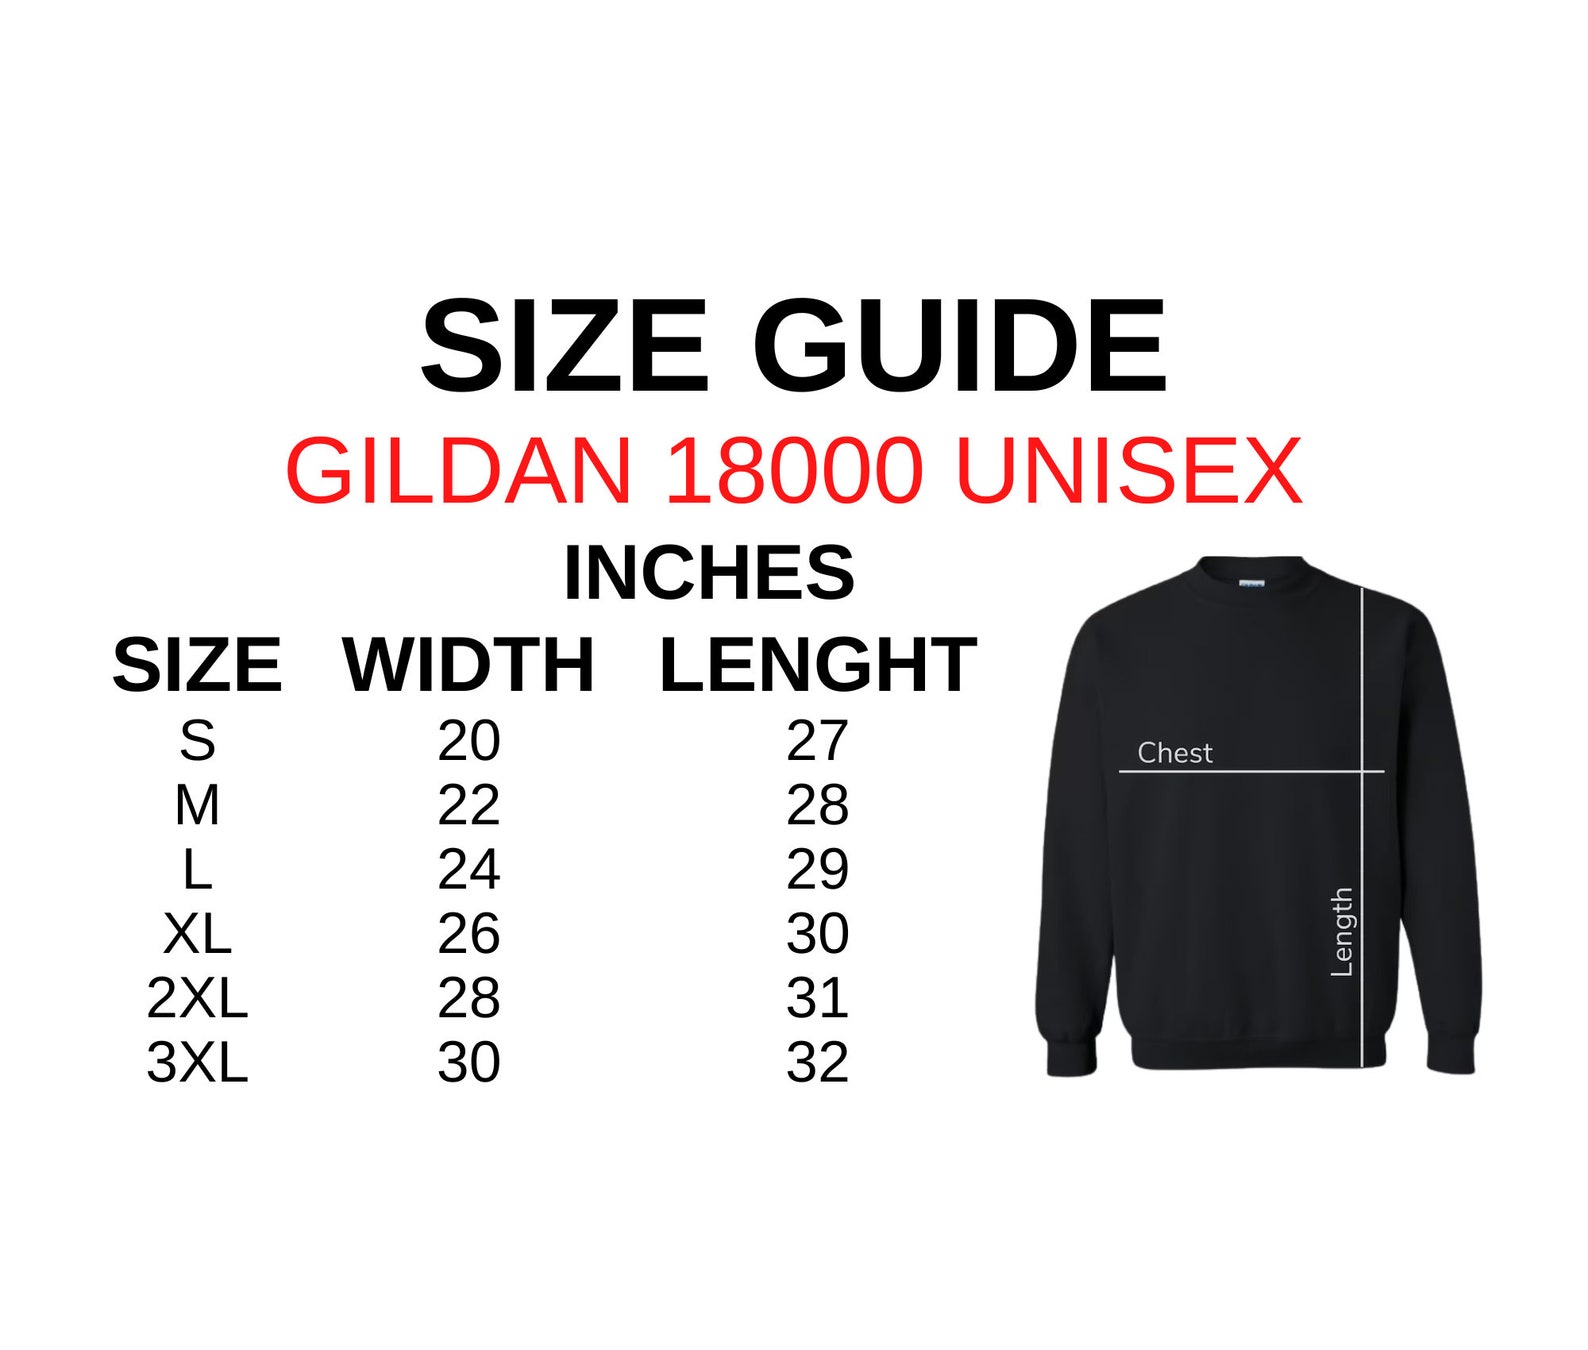 SIZE GUIDE
GILDAN 18000 UNISEX
INCHES
SIZE WIDTH LENGHT
S 20 27
M 22 28
L 24 29
XL 26 30
2XL 28 31
3XL 30 32
Chest
Length